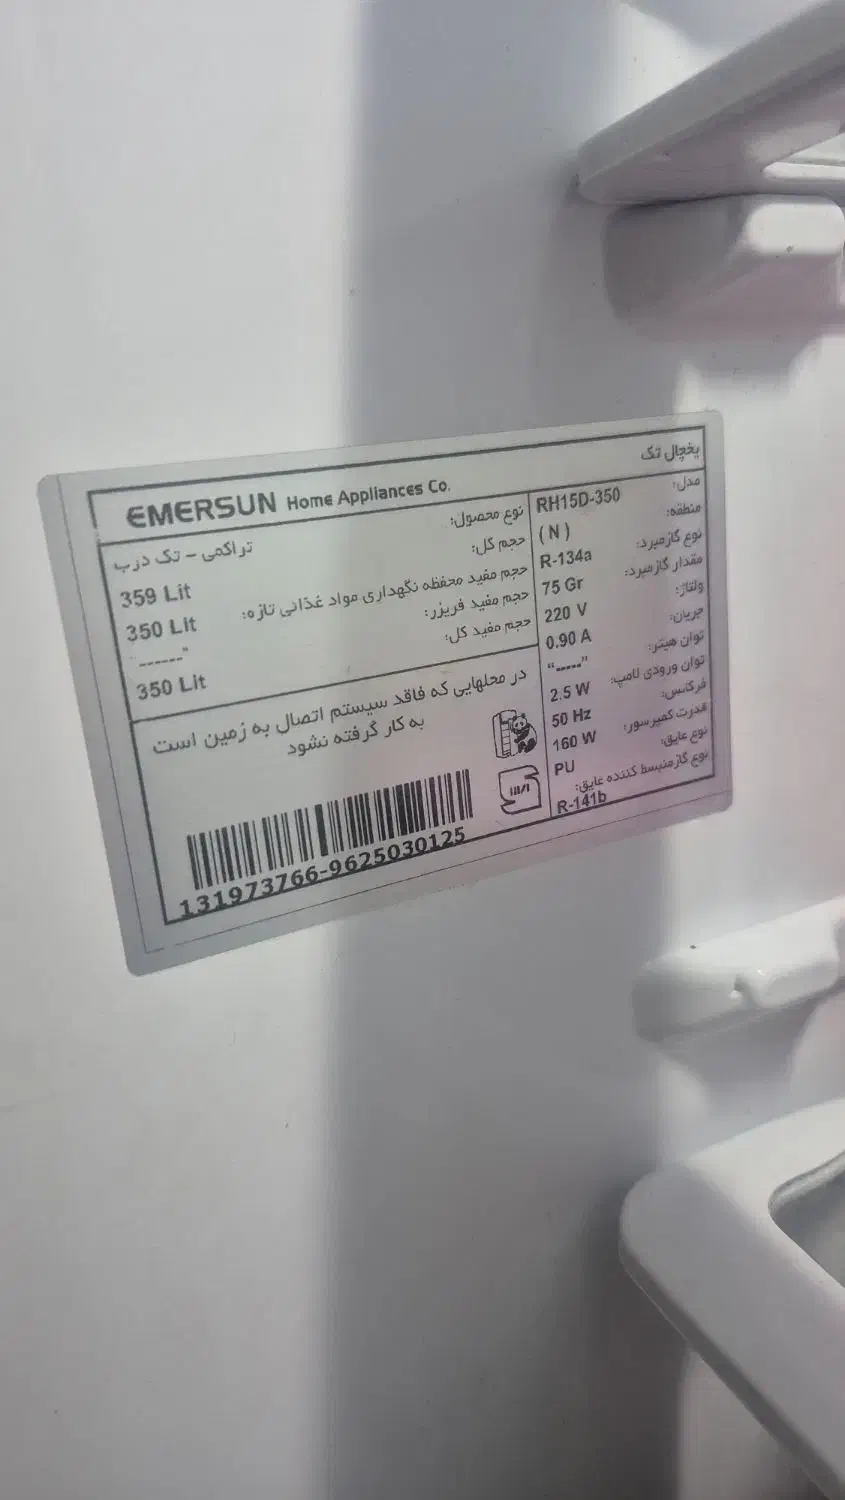 یخچال تک
EMERSUN Home Appliances Co.
مدل: RH15D-350
منطقه: ( N )
نوع گازمبرد: R-134a
مقدار گازمبرد: 75 Gr
ولتاژ: 220 V
جریان: 0.90 A
توان هیتر: “-----”
توان ورودی لامپ: 2.5 W
فرکانس: 50 Hz
قدرت کمپرسور: 160 W
نوع عایق: PU
نوع گازمنبسط کننده عایق:
R-141b
نوع محصول: تراکمی – تک درب
حجم کل: 359 Lit
حجم مفید محفظه نگهداری مواد غذائی تازه: 350 Lit
حجم مفید فریزر: "------"
حجم مفید کل: 350 Lit
در محلهایی که فاقد سیستم اتصال به زمین است
به کار گرفته نشود
131973766-9625030125